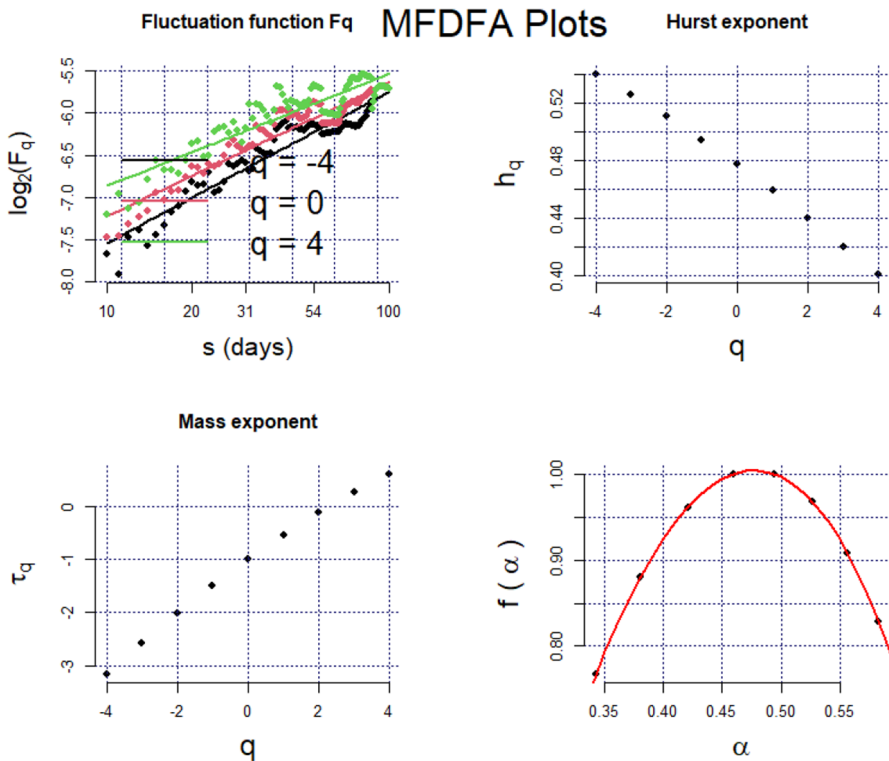 MFDFA Plots
Fluctuation function Fq
log₂(F_q)
-5.5
-6.0
-6.5
-7.0
-7.5
-8.0
q = -4
q = 0
q = 4
10 20 31 54 100
s (days)
Hurst exponent
h_q
0.52
0.48
0.44
0.40
-4 -2 0 2 4
q
Mass exponent
τ_q
0
-1
-2
-3
-4 -2 0 2 4
q
f ( α )
1.00
0.90
0.80
0.35 0.40 0.45 0.50 0.55
α